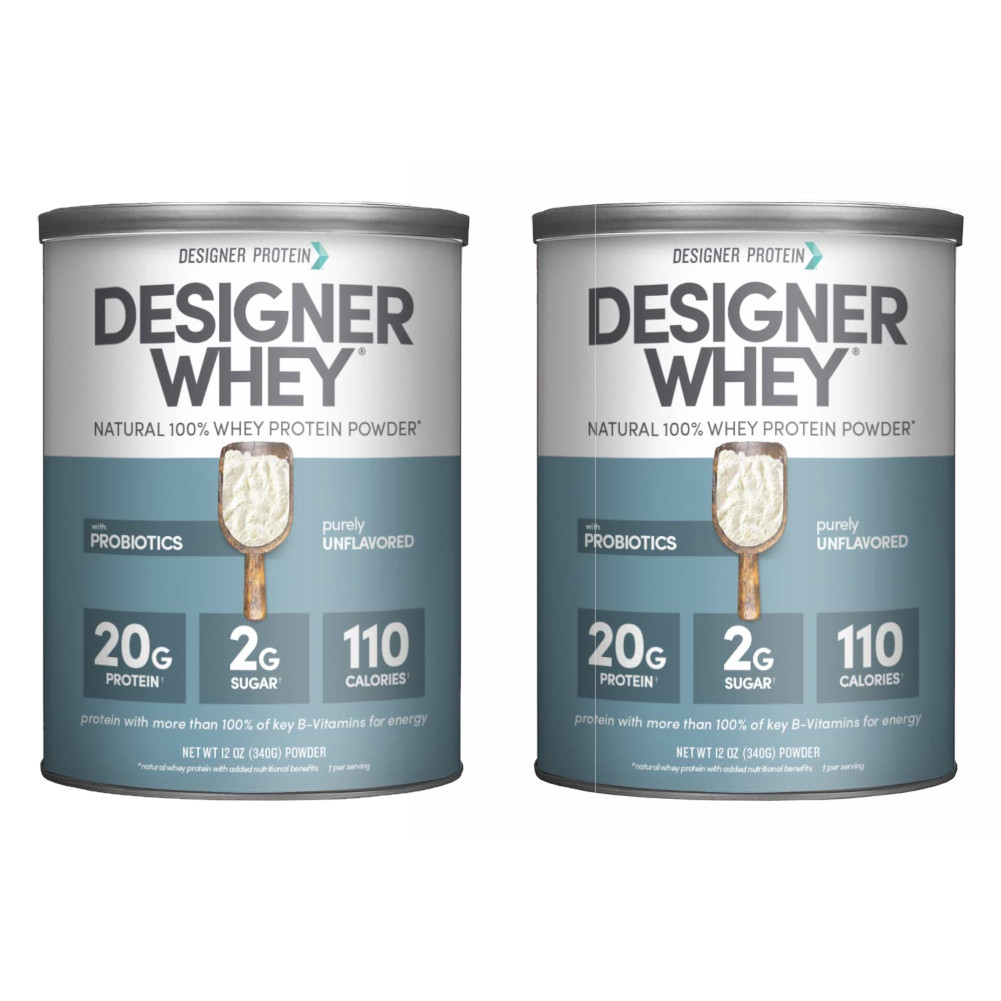 DESIGNER PROTEIN
DESIGNER
WHEY®
NATURAL 100% WHEY PROTEIN POWDER*
with
PROBIOTICS
purely
UNFLAVORED
20G
PROTEIN†
2G
SUGAR†
110
CALORIES†
protein with more than 100% of key B-Vitamins for energy
NET WT 12 OZ (340G) POWDER
*natural whey protein with added nutritional benefits † per serving
DESIGNER PROTEIN
DESIGNER
WHEY®
NATURAL 100% WHEY PROTEIN POWDER*
with
PROBIOTICS
purely
UNFLAVORED
20G
PROTEIN†
2G
SUGAR†
110
CALORIES†
protein with more than 100% of key B-Vitamins for energy
NET WT 12 OZ (340G) POWDER
*natural whey protein with added nutritional benefits † per serving